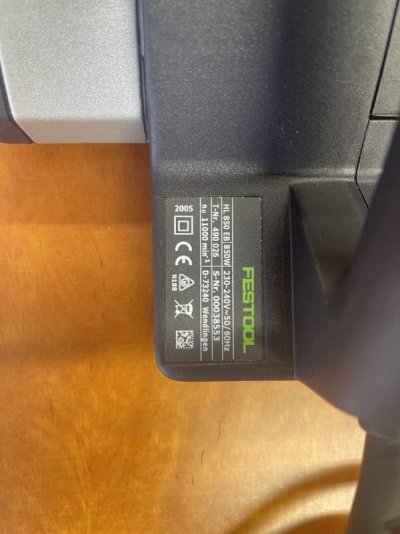 FESTOOL
HL 850 EB 850W 230-240V~50/60Hz
T-Nr. 490 026 S-Nr. 00038553
n₀ 11000 min⁻¹ D-73240 Wendlingen
2005
CE
N188